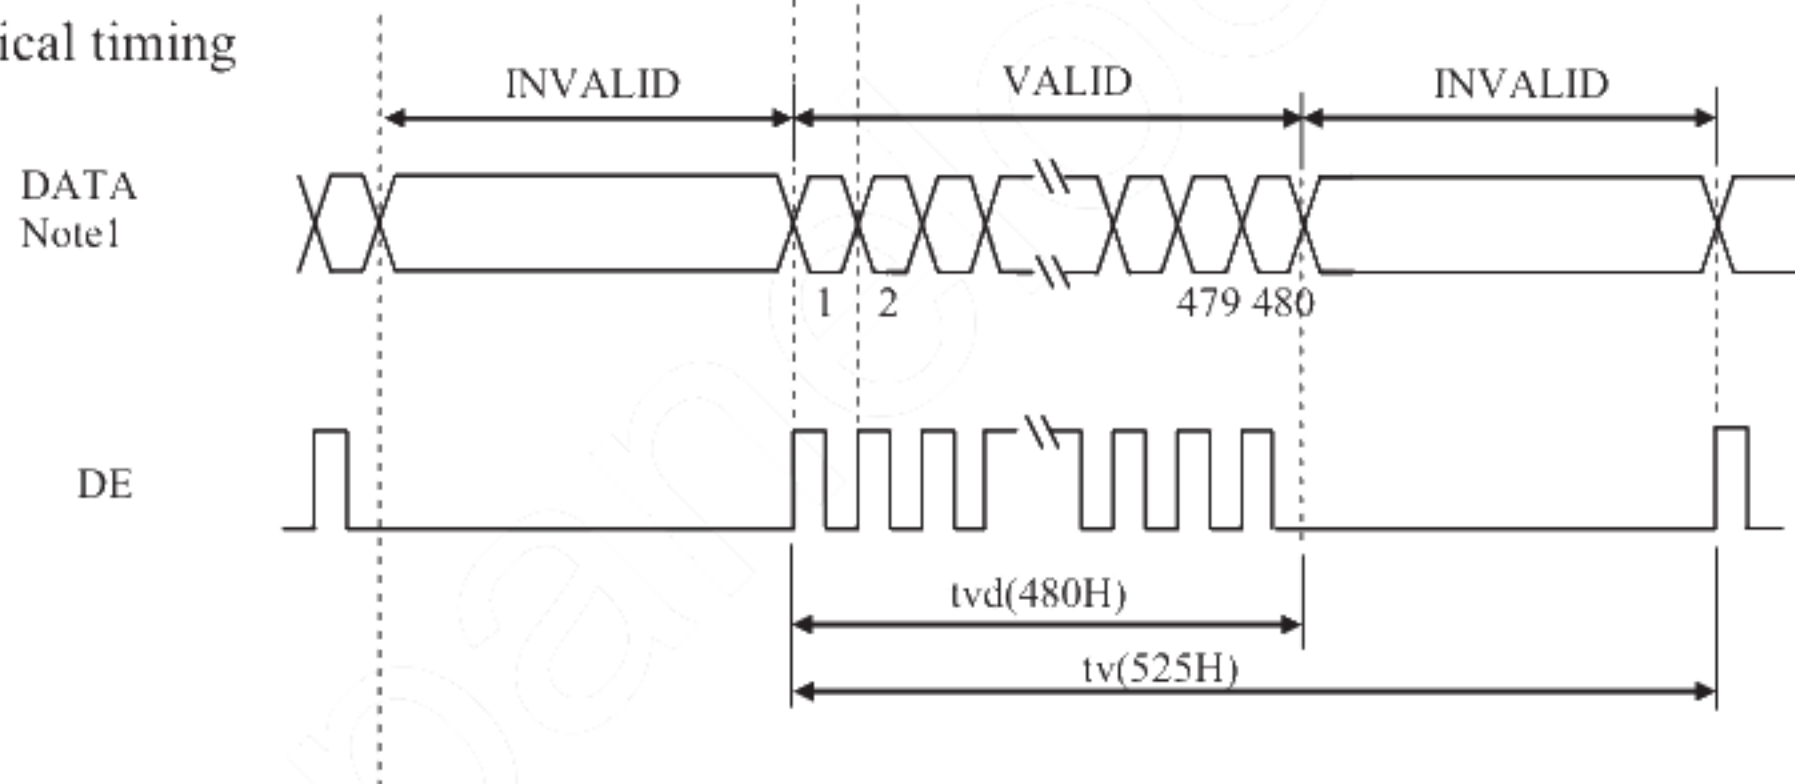 ical timing
INVALID VALID INVALID
DATA
Note1
1 2 479 480
DE
tvd(480H)
tv(525H)